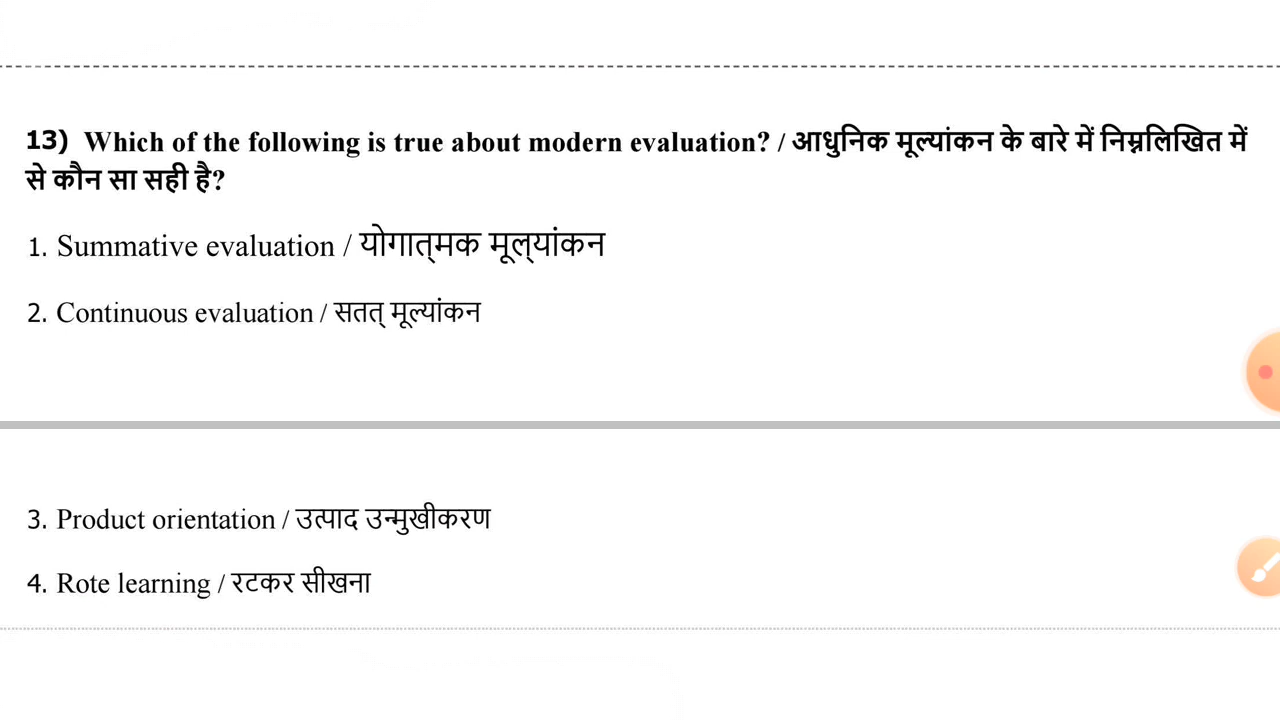 13) Which of the following is true about modern evaluation? / आधुनिक मूल्यांकन के बारे में निम्नलिखित में
से कौन सा सही है?
1. Summative evaluation / योगात्‌मक मूल्‌यांकन
2. Continuous evaluation / सतत् मूल्यांकन
3. Product orientation / उत्पाद उन्मुखीकरण
4. Rote learning / रटकर सीखना